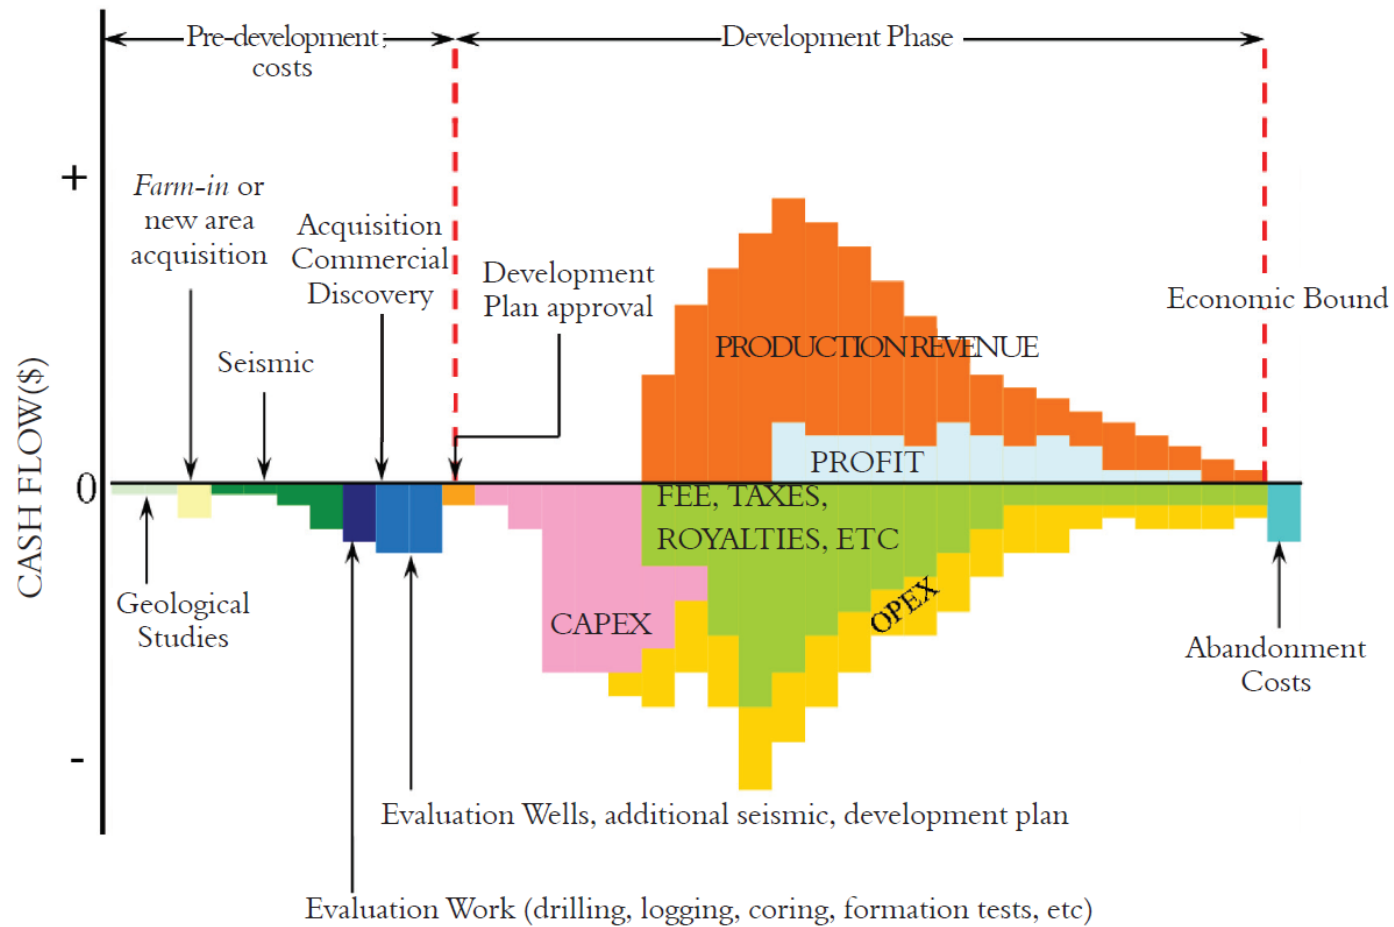 Pre-development
costs
Development Phase
+
Farm-in or
new area
acquisition
Acquisition
Commercial
Discovery
Development
Plan approval
Economic Bound
Seismic
PRODUCTION REVENUE
PROFIT
CASH FLOW($)
0
FEE, TAXES,
ROYALTIES, ETC
CAPEX
OPEX
Geological
Studies
Abandonment
Costs
-
Evaluation Wells, additional seismic, development plan
Evaluation Work (drilling, logging, coring, formation tests, etc)